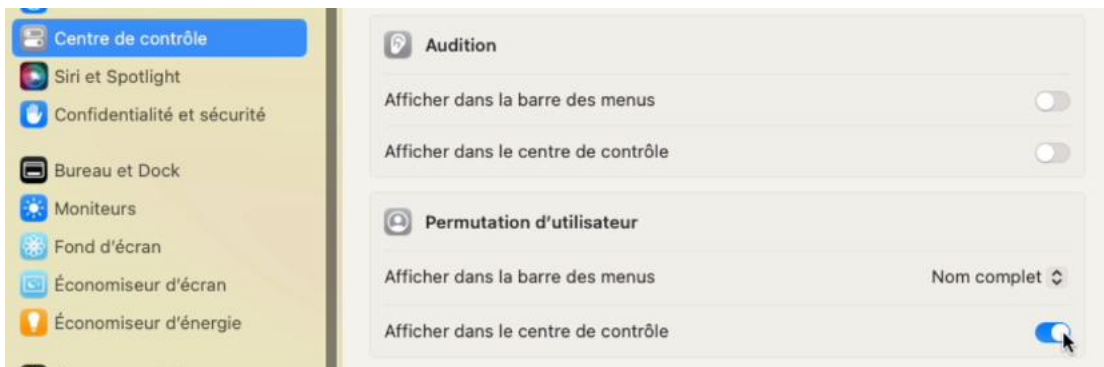 Centre de contrôle
Siri et Spotlight
Confidentialité et sécurité
Bureau et Dock
Moniteurs
Fond d'écran
Économiseur d'écran
Économiseur d'énergie
Audition
Afficher dans la barre des menus
Afficher dans le centre de contrôle
Permutation d'utilisateur
Afficher dans la barre des menus Nom complet
Afficher dans le centre de contrôle